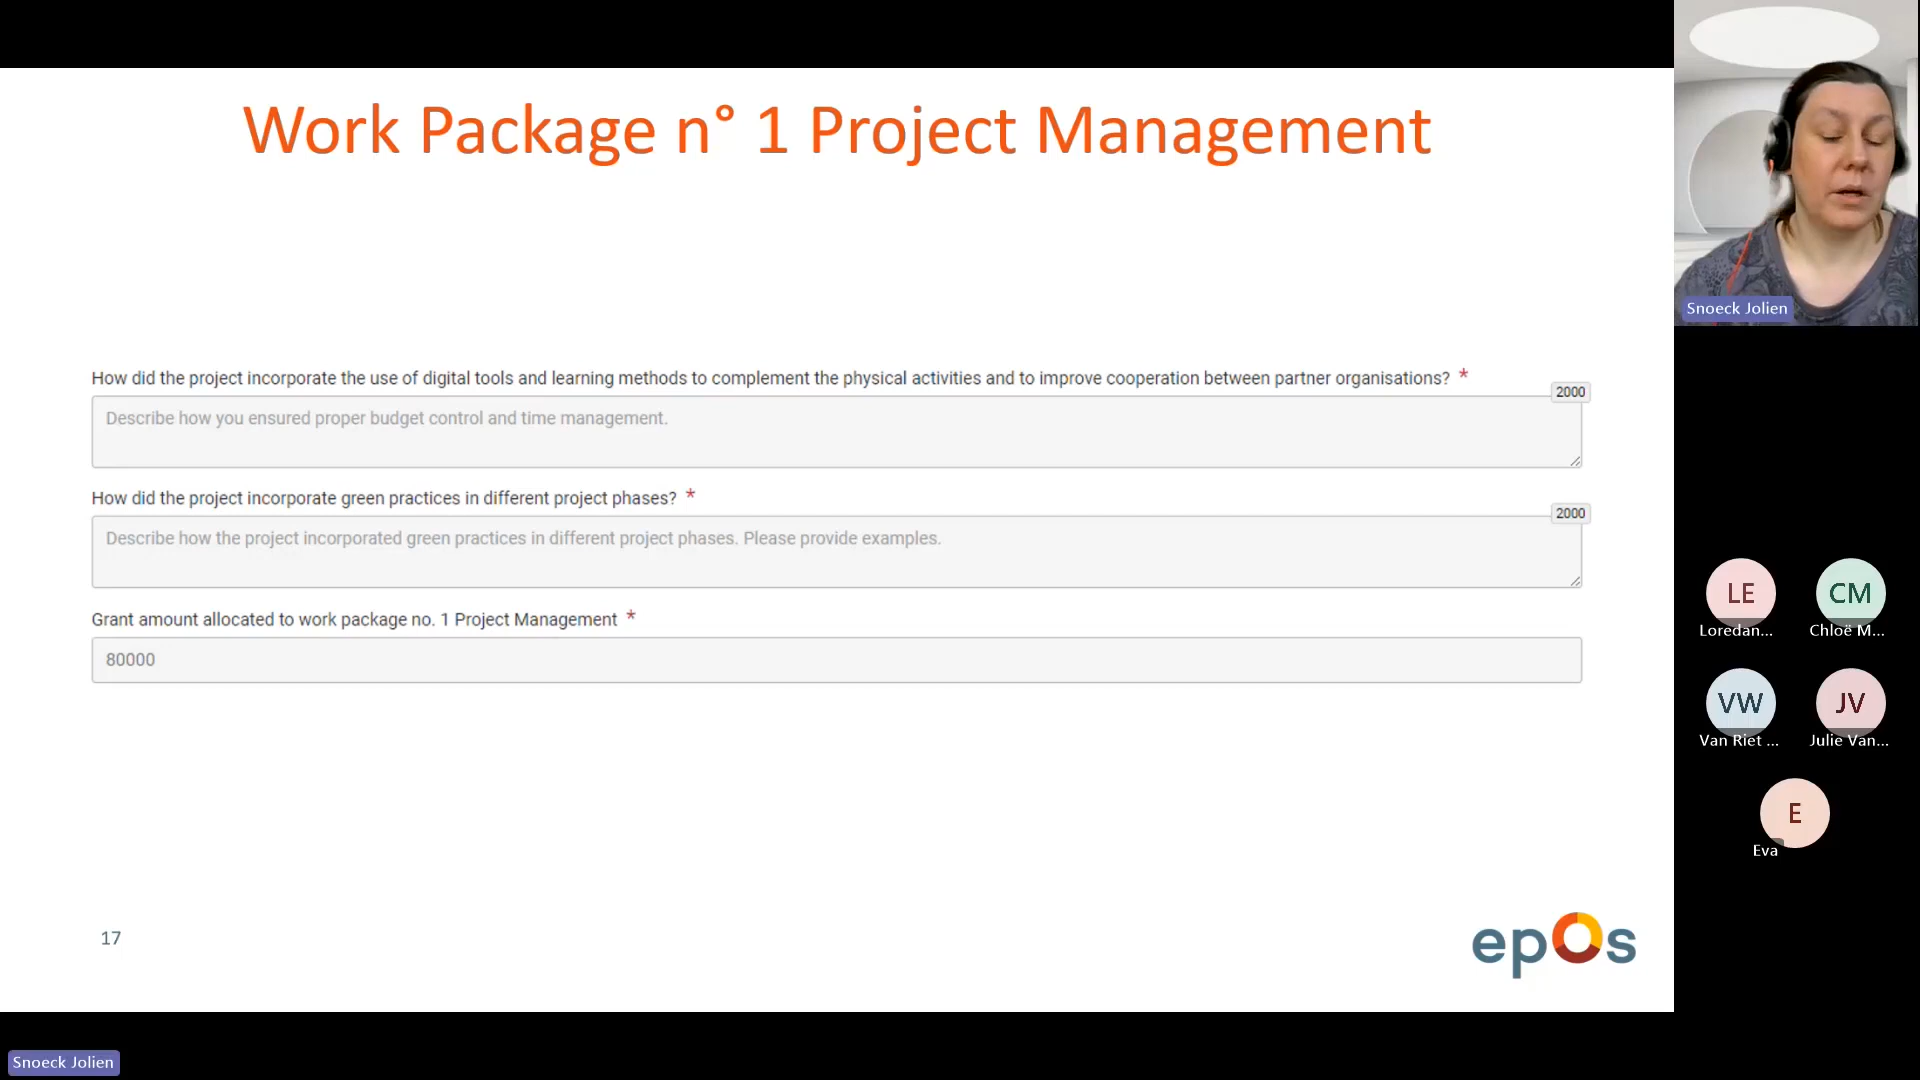 Work Package n° 1 Project Management
How did the project incorporate the use of digital tools and learning methods to complement the physical activities and to improve cooperation between partner organisations? *
2000
Describe how you ensured proper budget control and time management.
How did the project incorporate green practices in different project phases? *
2000
Describe how the project incorporated green practices in different project phases. Please provide examples.
Grant amount allocated to work package no. 1 Project Management *
80000
17
epos
Snoeck Jolien
LE
CM
Loredan...
Chloë M...
VW
JV
Van Riet ...
Julie Van...
E
Eva
Snoeck Jolien